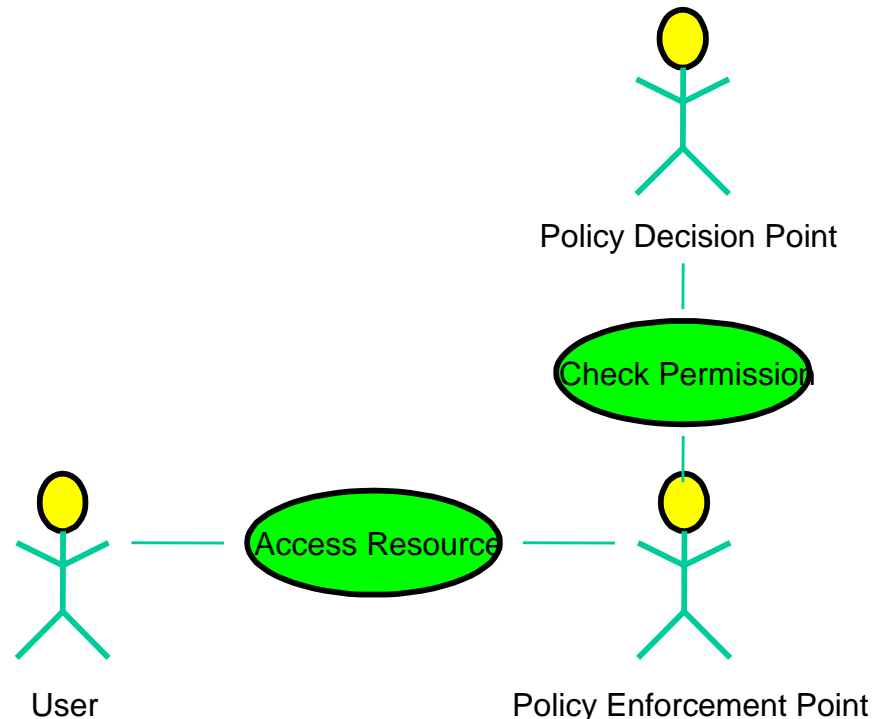 Policy Decision Point
Check Permission
Access Resource
User
Policy Enforcement Point